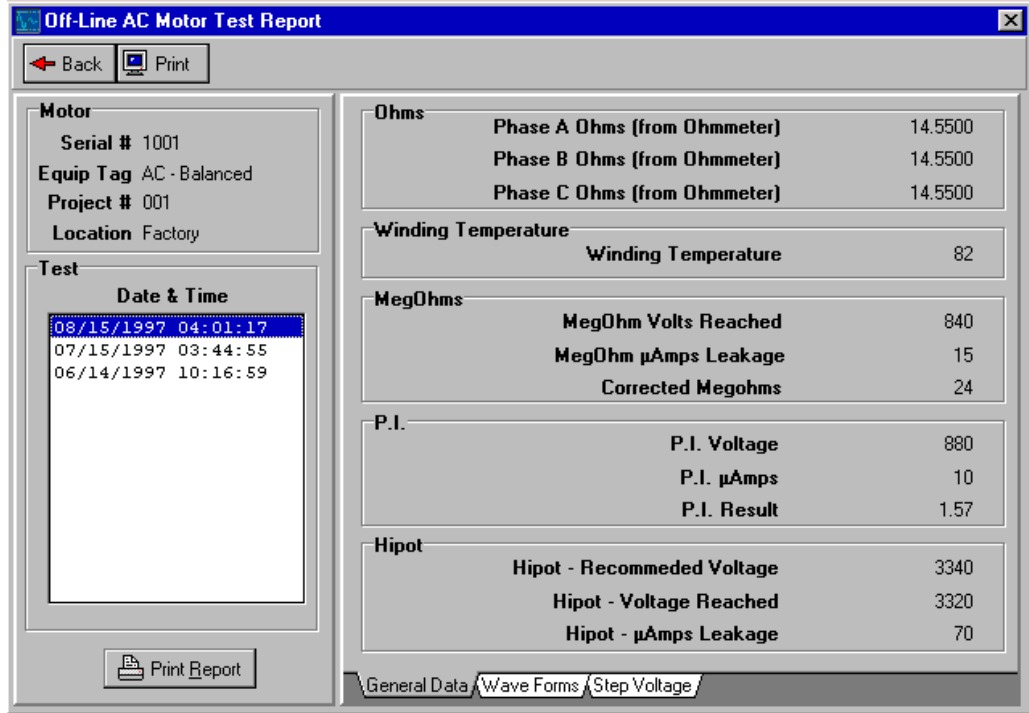 Off-Line AC Motor Test Report
Back Print
Motor
Serial # 1001
Equip Tag AC - Balanced
Project # 001
Location Factory
Test
Date & Time
08/15/1997 04:01:17
07/15/1997 03:44:55
06/14/1997 10:16:59
Print Report
Ohms
Phase A Ohms (from Ohmmeter) 14.5500
Phase B Ohms (from Ohmmeter) 14.5500
Phase C Ohms (from Ohmmeter) 14.5500
Winding Temperature
Winding Temperature 82
MegOhms
MegOhm Volts Reached 840
MegOhm µAmps Leakage 15
Corrected Megohms 24
P.I.
P.I. Voltage 880
P.I. µAmps 10
P.I. Result 1.57
Hipot
Hipot - Recommeded Voltage 3340
Hipot - Voltage Reached 3320
Hipot - µAmps Leakage 70
General Data Wave Forms Step Voltage